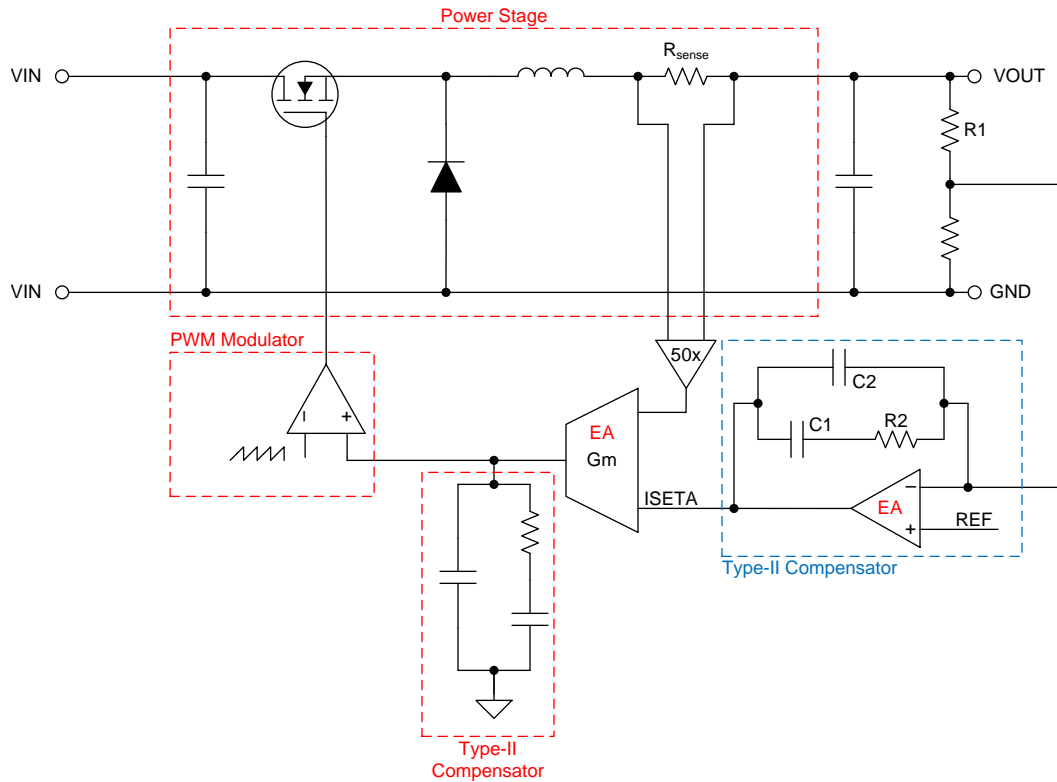 Power Stage
R_sense
VIN
VOUT
R1
VIN
GND
PWM Modulator
50x
C2
C1
R2
EA
Gm
ISETA
EA
REF
Type-II Compensator
Type-II
Compensator